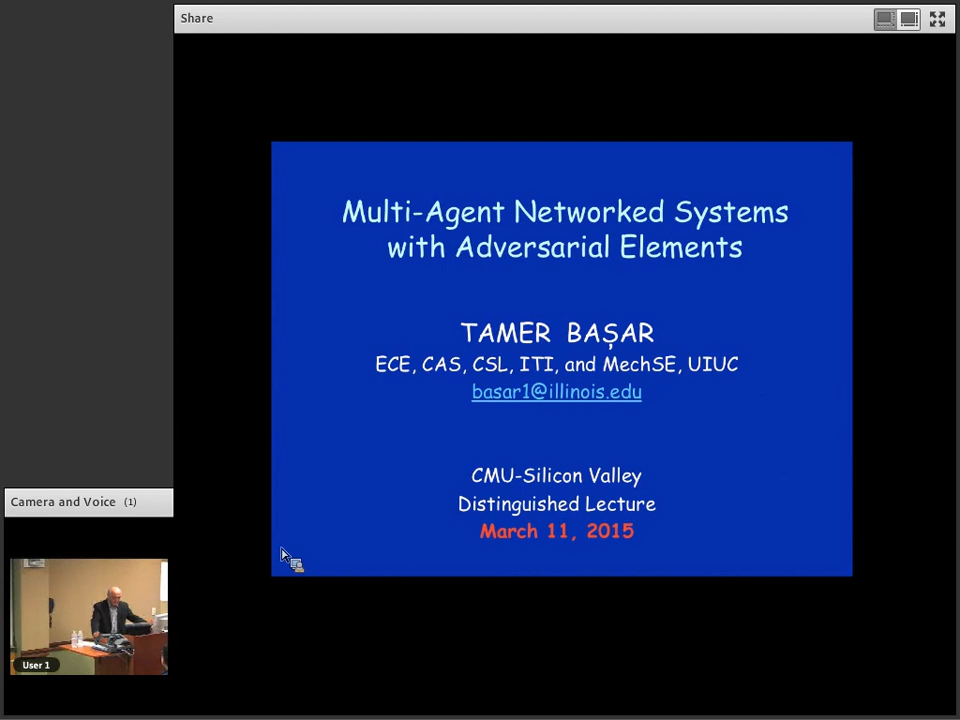 Share
Multi-Agent Networked Systems
with Adversarial Elements
TAMER BAŞAR
ECE, CAS, CSL, ITI, and MechSE, UIUC
basar1@illinois.edu
CMU-Silicon Valley
Distinguished Lecture
March 11, 2015
Camera and Voice (1)
User 1